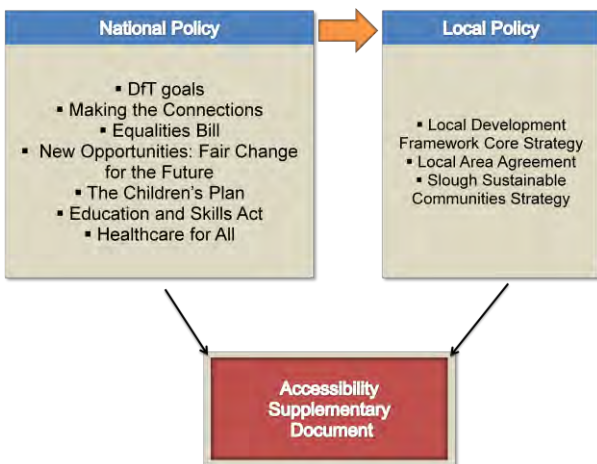 National Policy
▪ DfT goals
▪ Making the Connections
▪ Equalities Bill
▪ New Opportunities: Fair Change
for the Future
▪ The Children's Plan
▪ Education and Skills Act
▪ Healthcare for All
Local Policy
▪ Local Development
Framework Core Strategy
▪ Local Area Agreement
▪ Slough Sustainable
Communities Strategy
Accessibility
Supplementary
Document